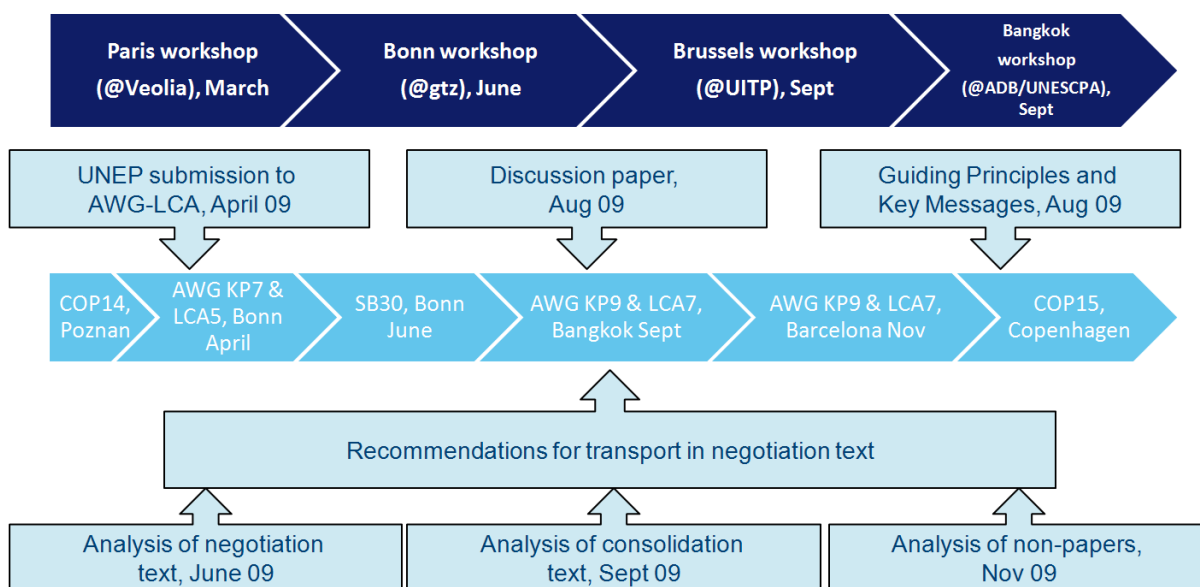 Paris workshop
(@Veolia), March
Bonn workshop
(@gtz), June
Brussels workshop
(@UITP), Sept
Bangkok
workshop
(@ADB/UNESCPA),
Sept
UNEP submission to
AWG-LCA, April 09
Discussion paper,
Aug 09
Guiding Principles and
Key Messages, Aug 09
COP14,
Poznan
AWG KP7 &
LCA5, Bonn
April
SB30, Bonn
June
AWG KP9 & LCA7,
Bangkok Sept
AWG KP9 & LCA7,
Barcelona Nov
COP15,
Copenhagen
Recommendations for transport in negotiation text
Analysis of negotiation
text, June 09
Analysis of consolidation
text, Sept 09
Analysis of non-papers,
Nov 09